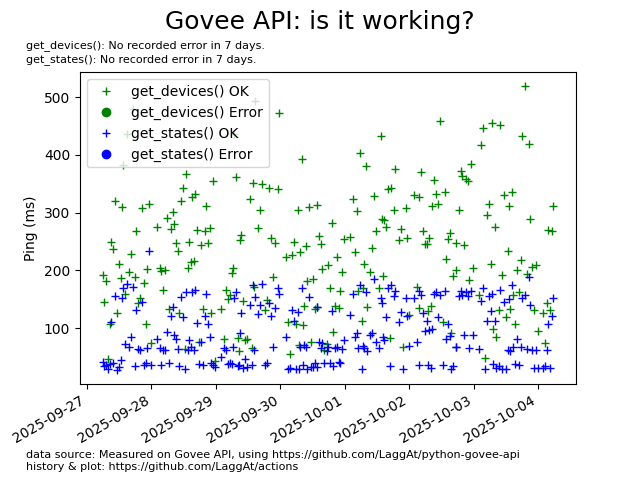 Govee API: is it working?
get_devices(): No recorded error in 7 days.
get_states(): No recorded error in 7 days.
get_devices() OK
get_devices() Error
get_states() OK
get_states() Error
Ping (ms)
500
400
300
200
100
2025-09-27
2025-09-28
2025-09-29
2025-09-30
2025-10-01
2025-10-02
2025-10-03
2025-10-04
data source: Measured on Govee API, using https://github.com/LaggAt/python-govee-api
history & plot: https://github.com/LaggAt/actions